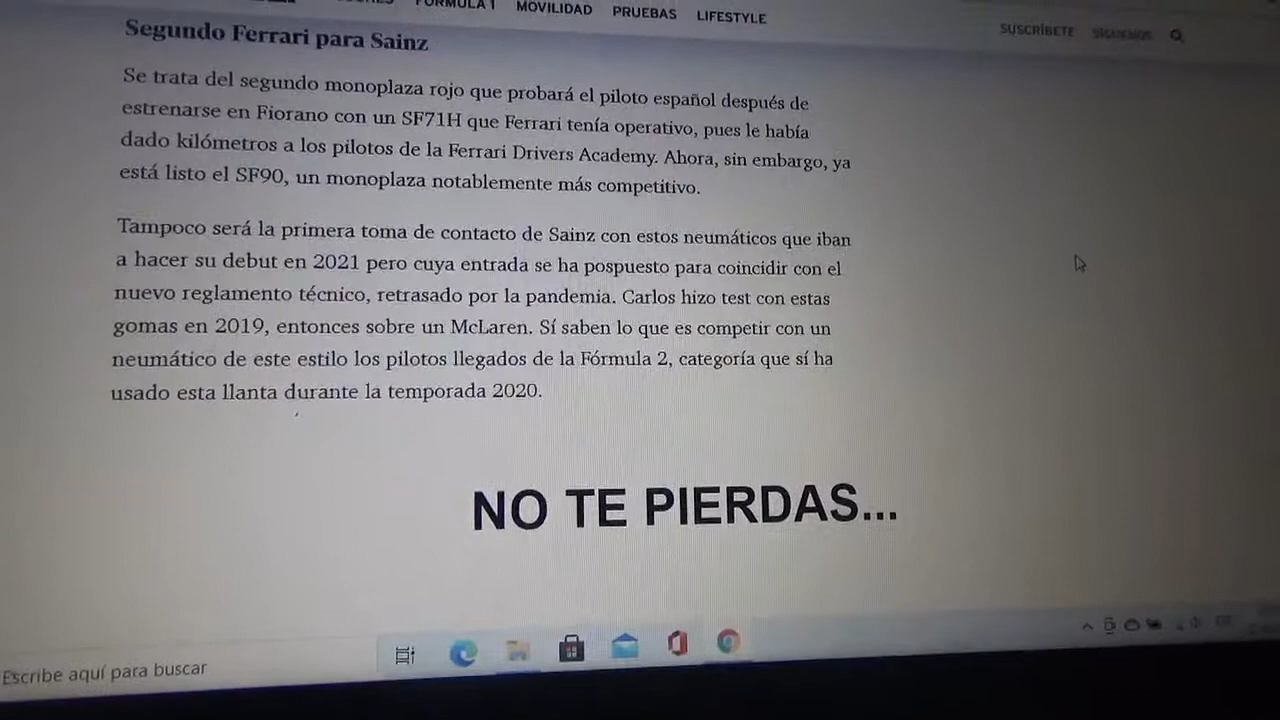 FÓRMULA 1 MOVILIDAD PRUEBAS LIFESTYLE
SUSCRÍBETE SÍGUENOS
Segundo Ferrari para Sainz
Se trata del segundo monoplaza rojo que probará el piloto español después de
estrenarse en Fiorano con un SF71H que Ferrari tenía operativo, pues le había
dado kilómetros a los pilotos de la Ferrari Drivers Academy. Ahora, sin embargo, ya
está listo el SF90, un monoplaza notablemente más competitivo.
Tampoco será la primera toma de contacto de Sainz con estos neumáticos que iban
a hacer su debut en 2021 pero cuya entrada se ha pospuesto para coincidir con el
nuevo reglamento técnico, retrasado por la pandemia. Carlos hizo test con estas
gomas en 2019, entonces sobre un McLaren. Sí saben lo que es competir con un
neumático de este estilo los pilotos llegados de la Fórmula 2, categoría que sí ha
usado esta llanta durante la temporada 2020.
NO TE PIERDAS...
Escribe aquí para buscar